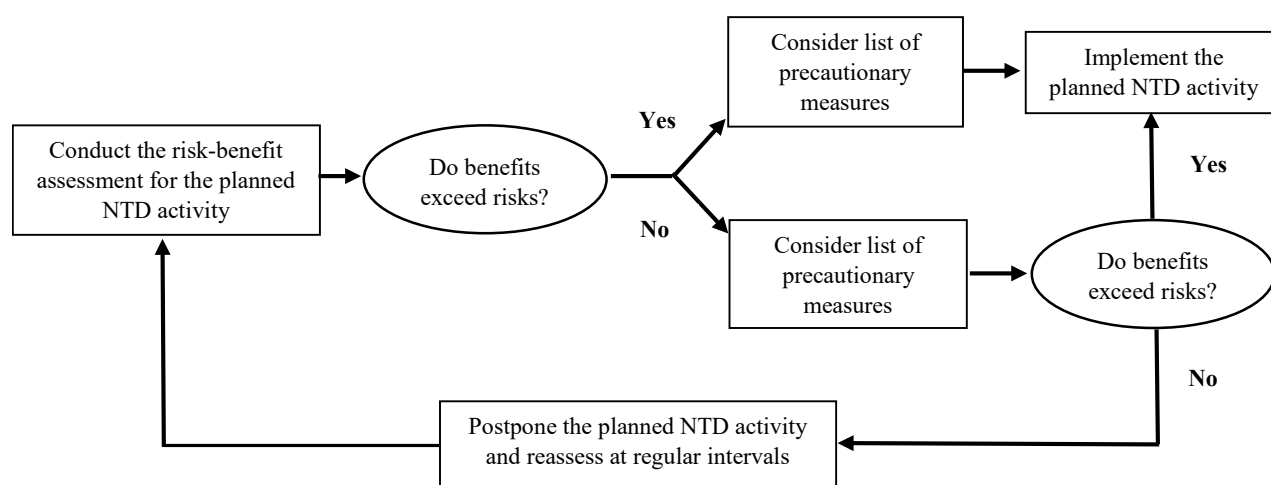 Conduct the risk-benefit
assessment for the planned
NTD activity
Do benefits
exceed risks?
Yes
No
Consider list of
precautionary
measures
Implement the
planned NTD activity
Consider list of
precautionary
measures
Do benefits
exceed risks?
Yes
No
Postpone the planned NTD activity
and reassess at regular intervals